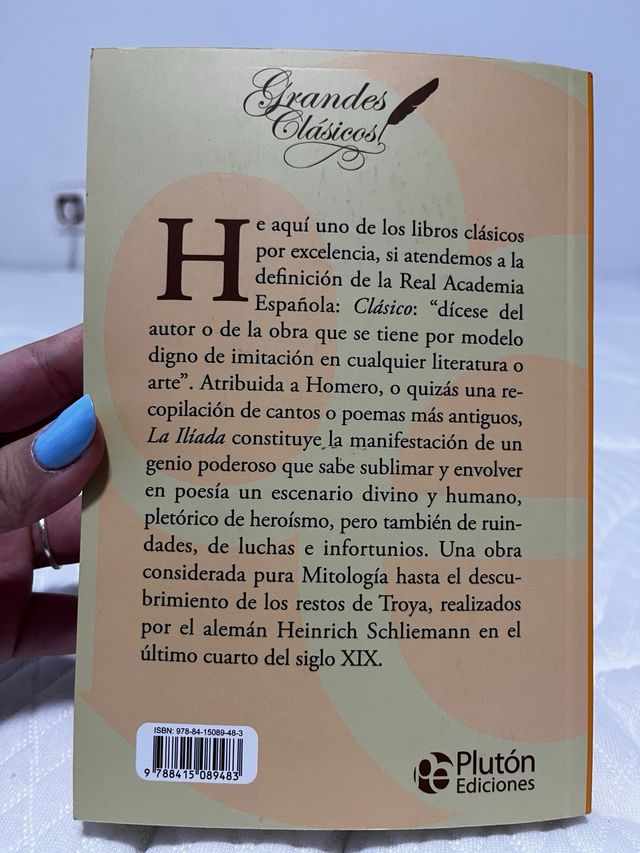 Grandes
Clásicos
He aquí uno de los libros clásicos
por excelencia, si atendemos a la
definición de la Real Academia
Española: Clásico: “dícese del
autor o de la obra que se tiene por modelo
digno de imitación en cualquier literatura o
arte”. Atribuida a Homero, o quizás una re-
copilación de cantos o poemas más antiguos,
La Ilíada constituye la manifestación de un
genio poderoso que sabe sublimar y envolver
en poesía un escenario divino y humano,
pletórico de heroísmo, pero también de ruin-
dades, de luchas e infortunios. Una obra
considerada pura Mitología hasta el descu-
brimiento de los restos de Troya, realizados
por el alemán Heinrich Schliemann en el
último cuarto del siglo XIX.
ISBN: 978-84-15089-48-3
9 788415 089483
pe Plutón
Ediciones